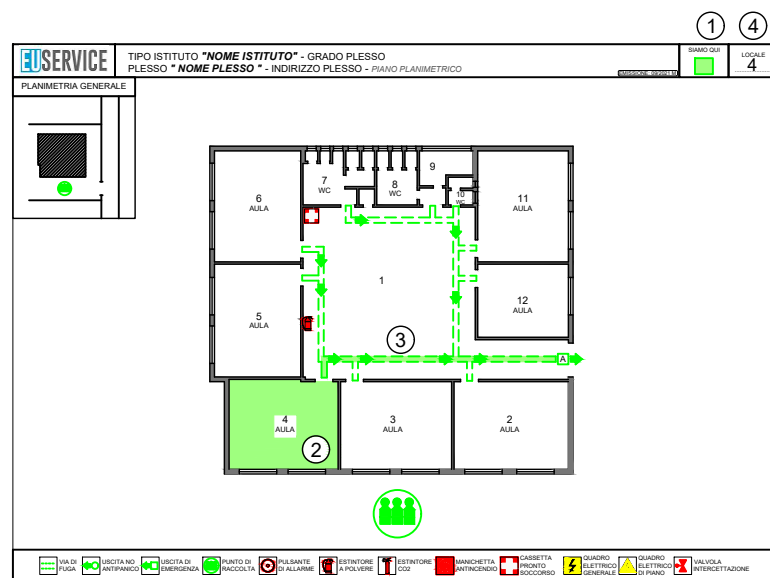 1 4
EUSERVICE
TIPO ISTITUTO "NOME ISTITUTO" - GRADO PLESSO
PLESSO " NOME PLESSO " - INDIRIZZO PLESSO - PIANO PLANIMETRICO
SIAMO QUI
LOCALE
4
PLANIMETRIA GENERALE
6
AULA
7
WC
8
WC
9
10
WC
11
AULA
1
12
AULA
5
AULA
3
A
4
AULA
2
3
AULA
2
AULA
VIA DI
FUGA
USCITA NO
ANTIPANICO
USCITA DI
EMERGENZA
PUNTO DI
RACCOLTA
PULSANTE
DI ALLARME
ESTINTORE
A POLVERE
ESTINTORE
CO2
MANICHETTA
ANTINCENDIO
CASSETTA
PRONTO
SOCCORSO
QUADRO
ELETTRICO
GENERALE
QUADRO
ELETTRICO
DI PIANO
VALVOLA
INTERCETTAZIONE